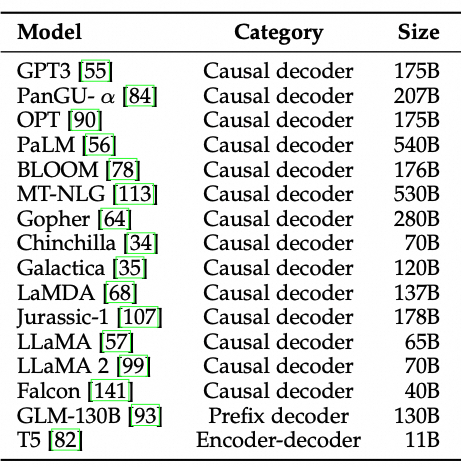 Model Category Size
GPT3 [55] Causal decoder 175B
PanGU- α [84] Causal decoder 207B
OPT [90] Causal decoder 175B
PaLM [56] Causal decoder 540B
BLOOM [78] Causal decoder 176B
MT-NLG [113] Causal decoder 530B
Gopher [64] Causal decoder 280B
Chinchilla [34] Causal decoder 70B
Galactica [35] Causal decoder 120B
LaMDA [68] Causal decoder 137B
Jurassic-1 [107] Causal decoder 178B
LLaMA [57] Causal decoder 65B
LLaMA 2 [99] Causal decoder 70B
Falcon [141] Causal decoder 40B
GLM-130B [93] Prefix decoder 130B
T5 [82] Encoder-decoder 11B